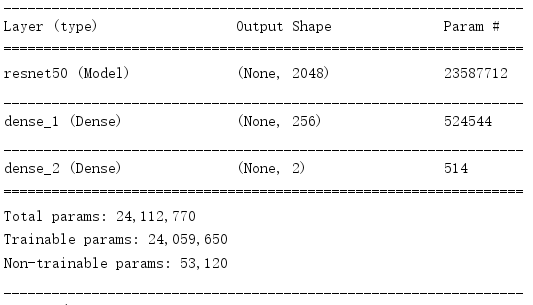 Layer (type) Output Shape Param #
resnet50 (Model) (None, 2048) 23587712
dense_1 (Dense) (None, 256) 524544
dense_2 (Dense) (None, 2) 514
Total params: 24,112,770
Trainable params: 24,059,650
Non-trainable params: 53,120